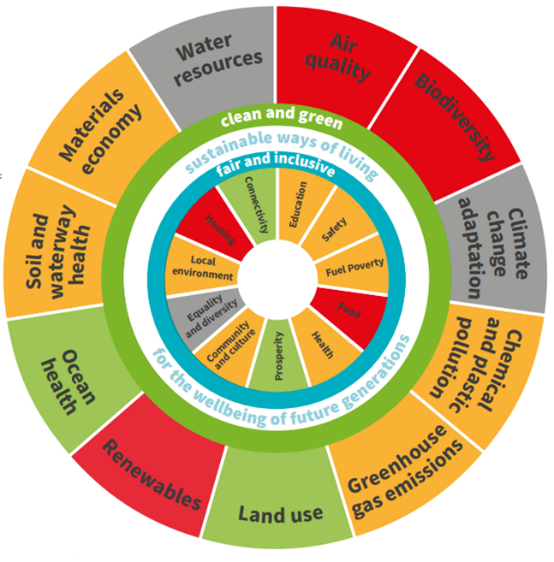 Water
resources
Air
quality
Biodiversity
Climate
change
adaptation
Chemical
and plastic
pollution
Greenhouse
gas emissions
Land use
Renewables
Ocean
health
Soil and
waterway
health
Materials
economy
clean and green
sustainable ways of living
for the wellbeing of future generations
fair and inclusive
Connectivity
Education
Safety
Fuel Poverty
Food
Health
Prosperity
Community
and culture
Equality
and diversity
Local
environment
Housing